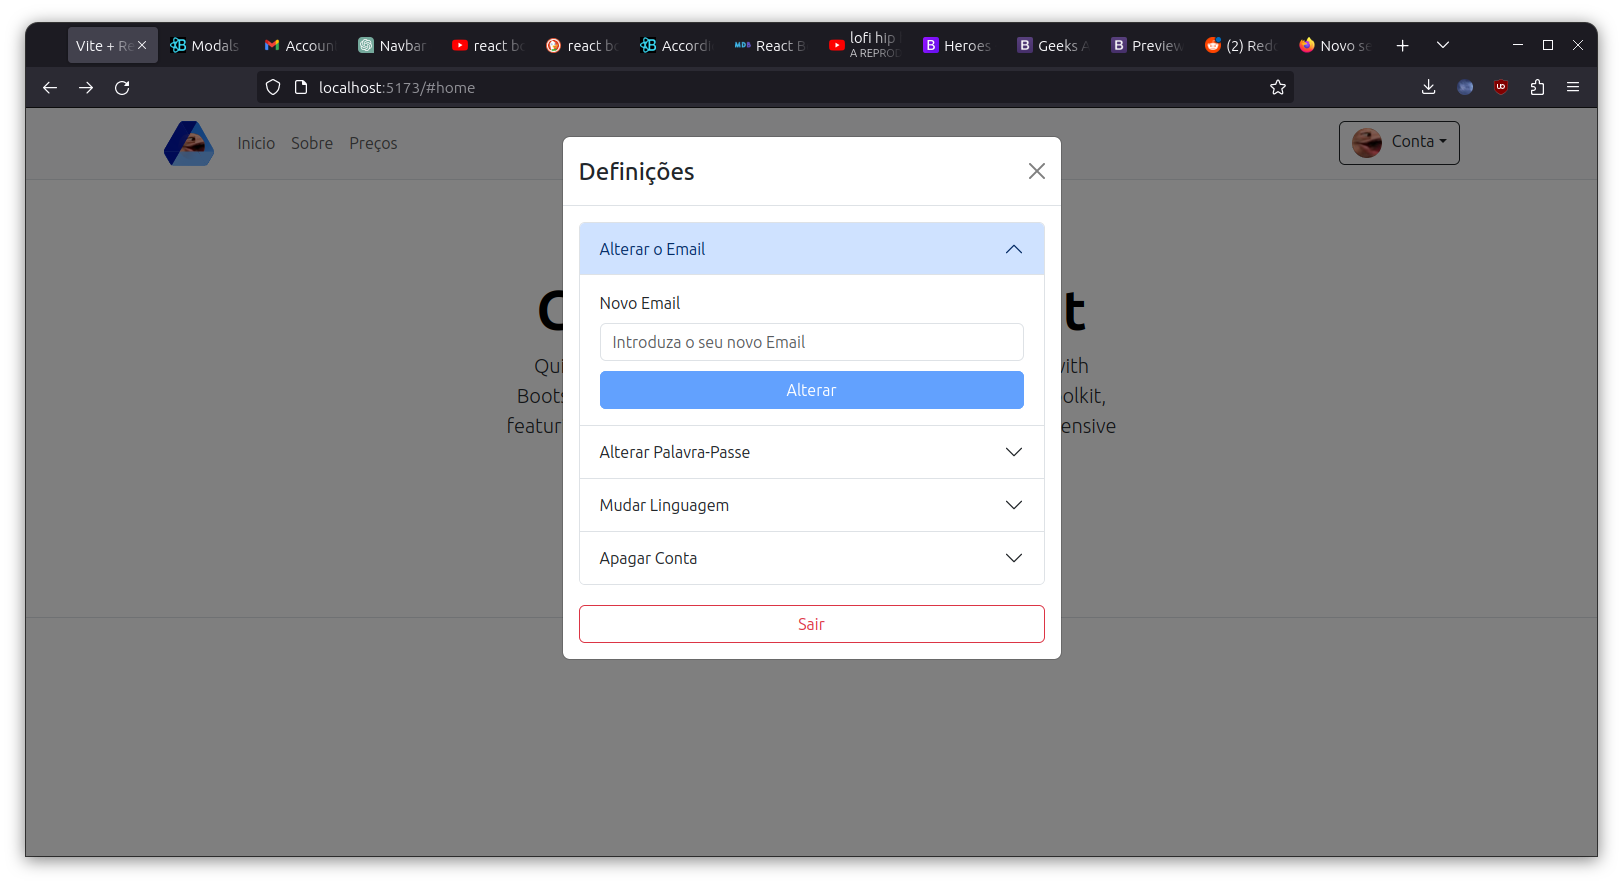 Vite + Re
Modals
Accoun
Navbar
react bo
react bo
Accordi
React B
lofi hip
A REPROD
Heroes
Geeks A
Preview
(2) Redd
Novo se
localhost:5173/#home
Inicio
Sobre
Preços
Conta
Definições
Alterar o Email
Novo Email
Introduza o seu novo Email
Alterar
Alterar Palavra-Passe
Mudar Linguagem
Apagar Conta
Sair
C t
Qui ith
Boots olkit,
featur ensive